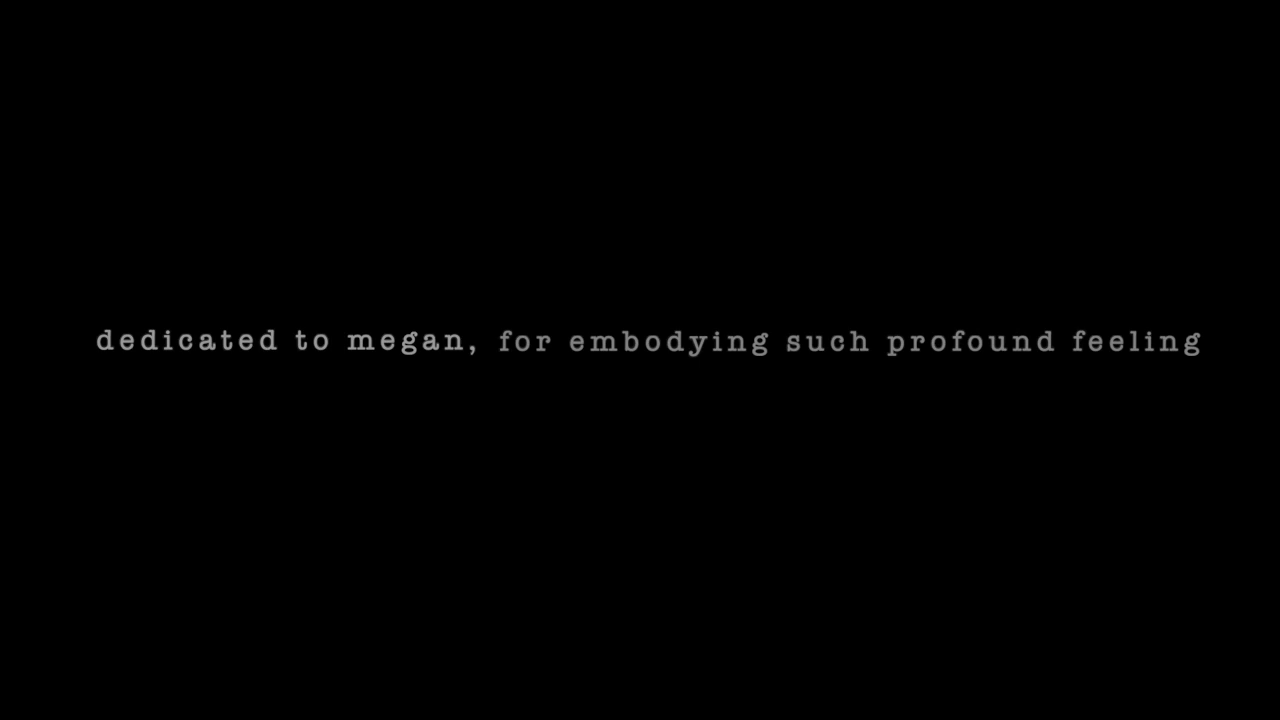 dedicated to megan, for embodying such profound feeling